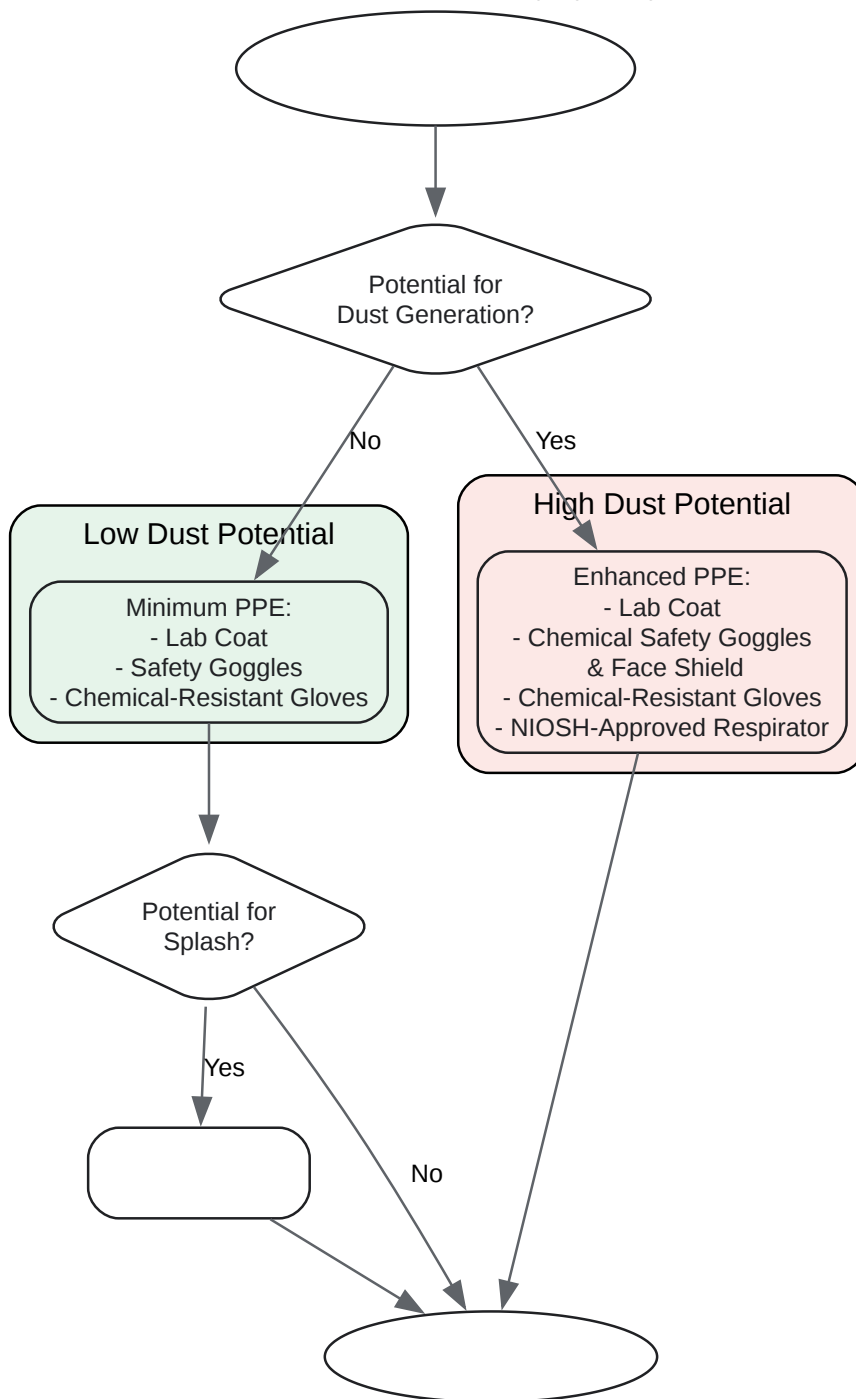 Potential for
Dust Generation?
No
Yes
Low Dust Potential
Minimum PPE:
- Lab Coat
- Safety Goggles
- Chemical-Resistant Gloves
High Dust Potential
Enhanced PPE:
- Lab Coat
- Chemical Safety Goggles
& Face Shield
- Chemical-Resistant Gloves
- NIOSH-Approved Respirator
Potential for
Splash?
Yes
No